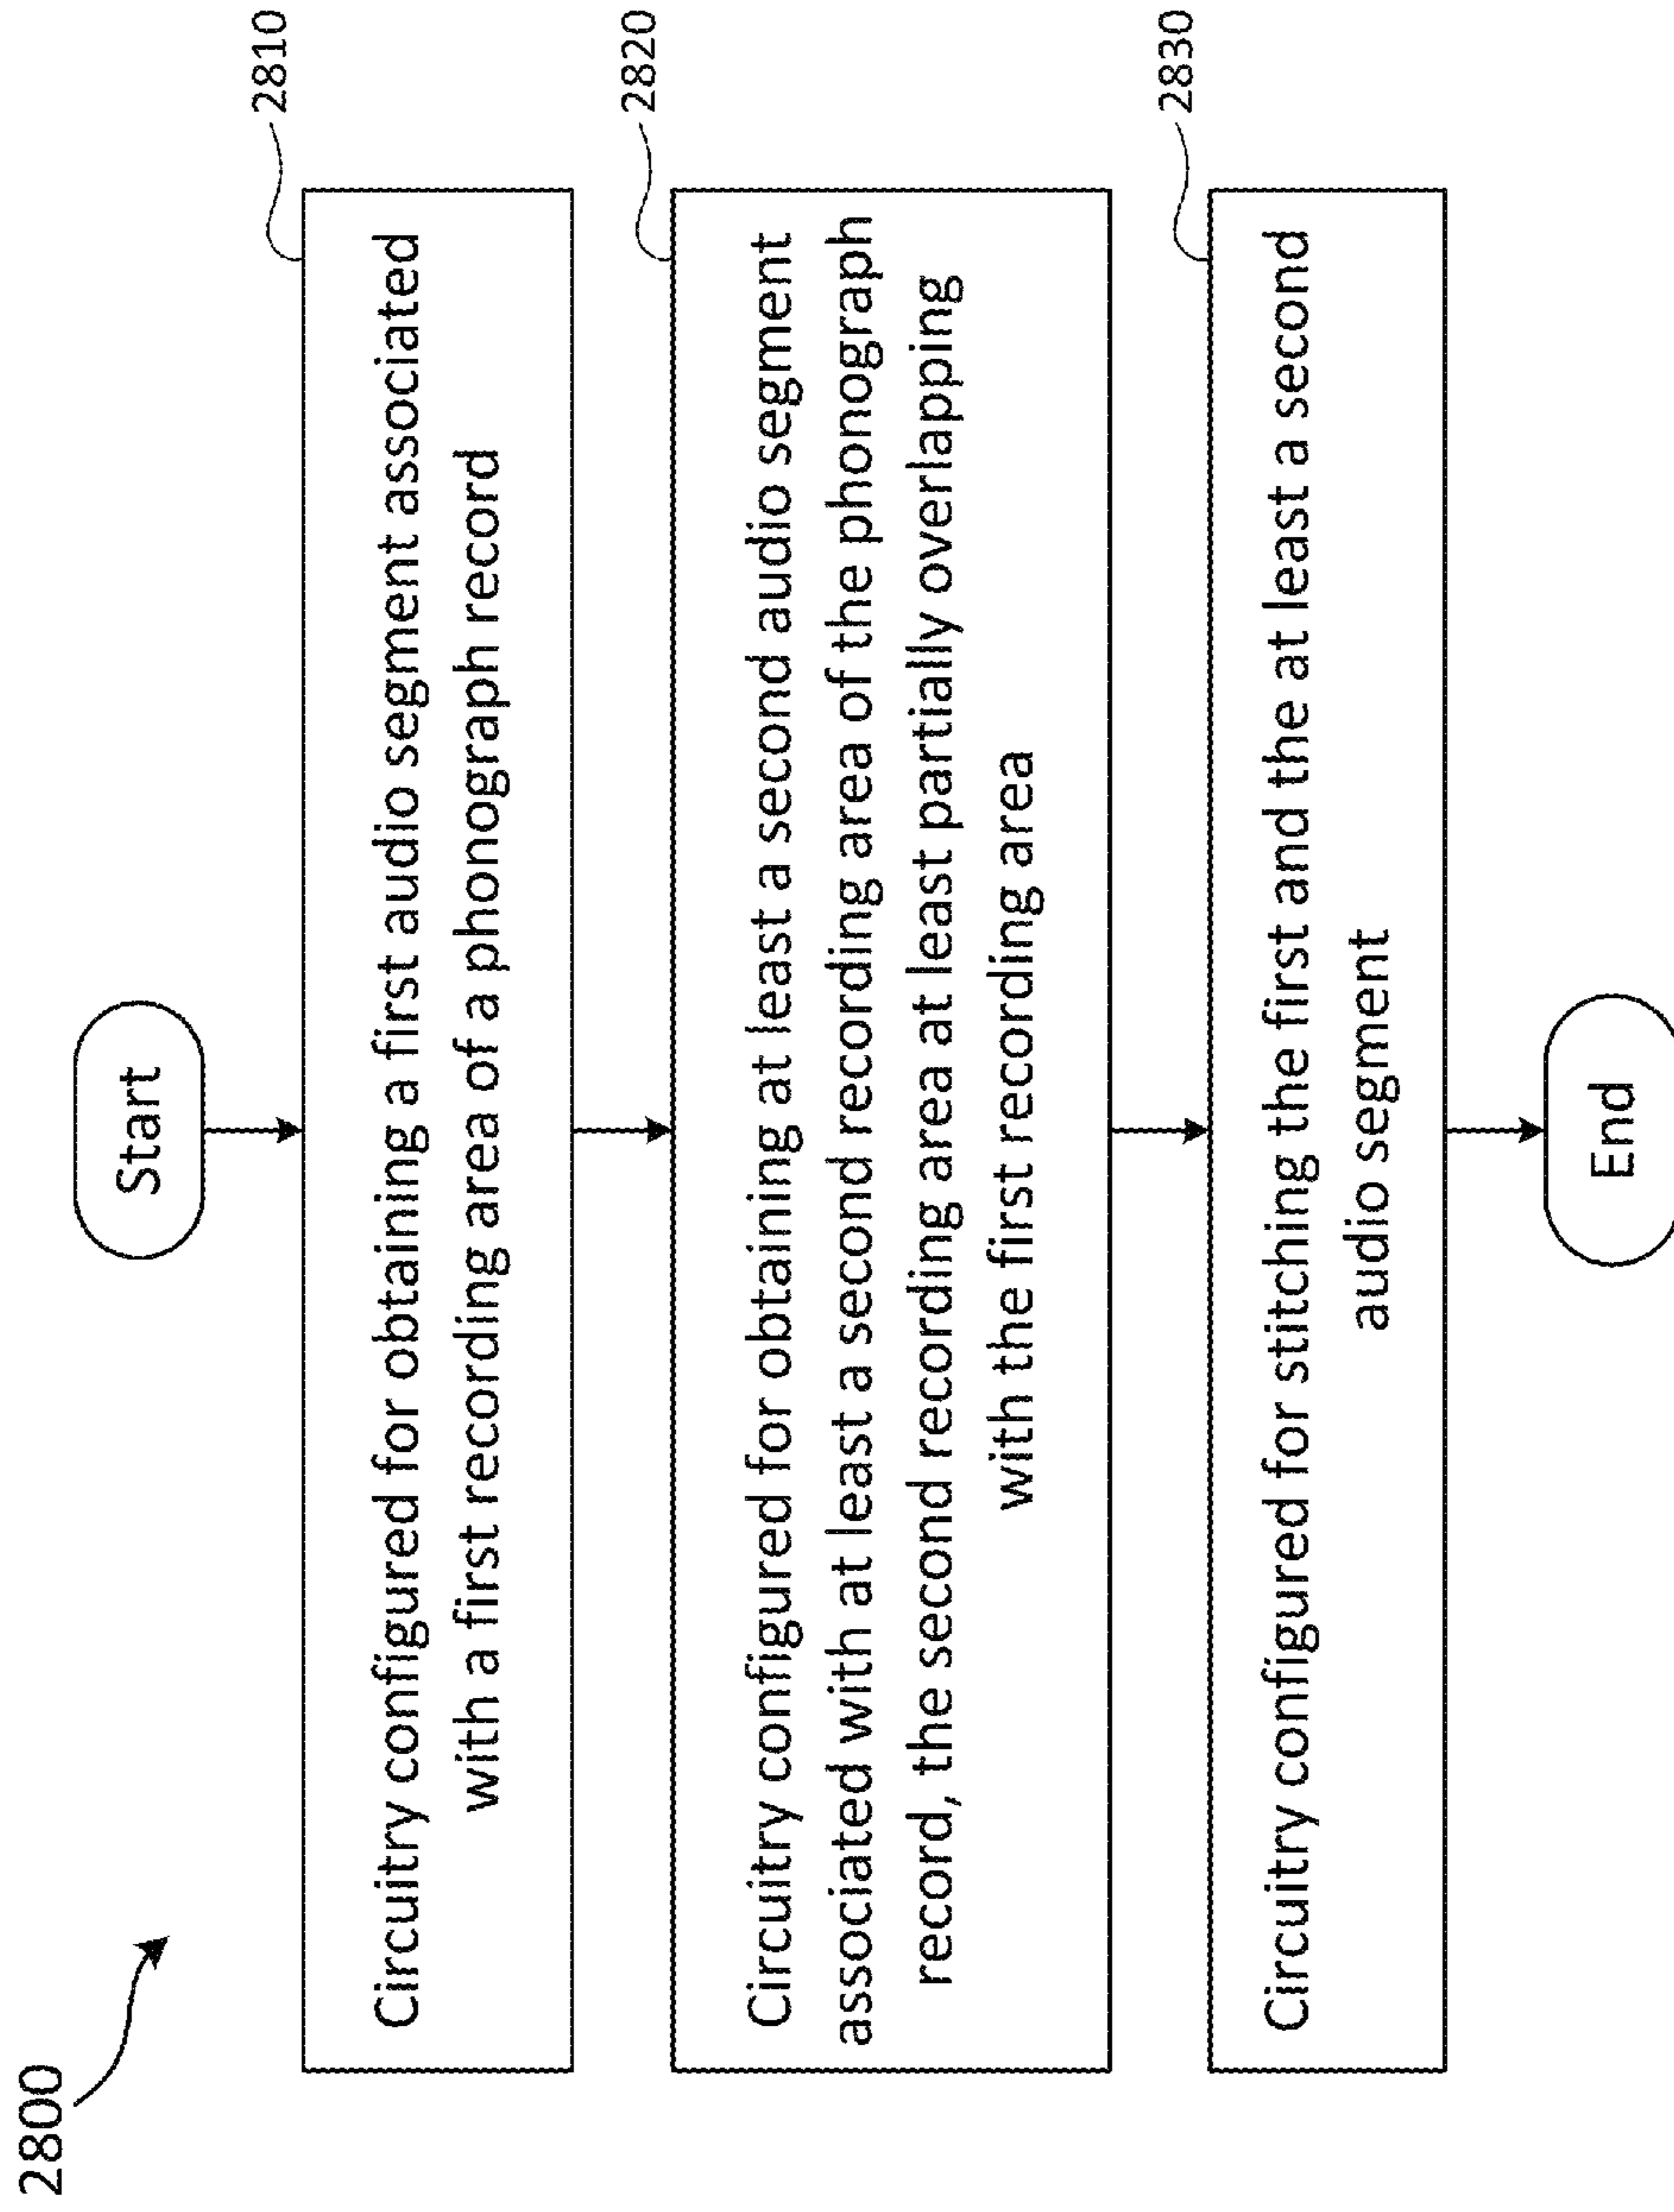 2800
Start
2810
Circuitry configured for obtaining a first audio segment associated
with a first recording area of a phonograph record
2820
Circuitry configured for obtaining at least a second audio segment
associated with at least a second recording area of the phonograph
record, the second recording area at least partially overlapping
with the first recording area
2830
Circuitry configured for stitching the first and the at least a second
audio segment
End